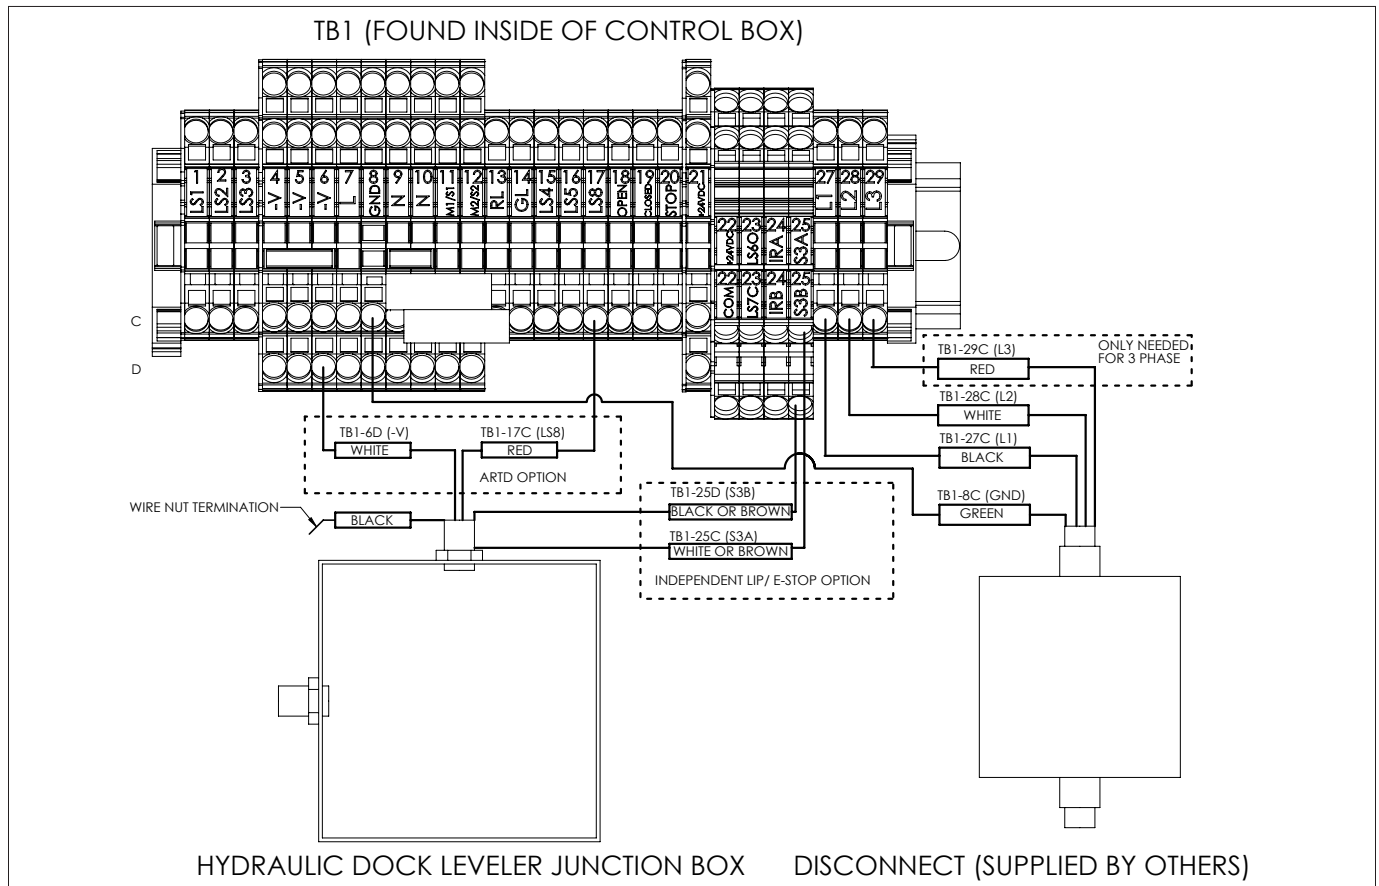 TB1 (FOUND INSIDE OF CONTROL BOX)
1 2 3 4 5 6 7 8 9 10 11 12 13 14 15 16 17 18 19 20 21 27 28 29
LS1 LS2 LS3 -V -V -V L GND N N M1/S1 M2/S2 RL GL LS4 LS5 LS8 OPEN CLOSED STOP +24VDC L1 L2 L3
22 23 24 25
+24VDC LS6O IRA S3A
22 23 24 25
COM LS7C IRB S3B
C
D
TB1-29C (L3)
RED
ONLY NEEDED
FOR 3 PHASE
TB1-28C (L2)
WHITE
TB1-27C (L1)
BLACK
TB1-8C (GND)
GREEN
TB1-6D (-V)
WHITE
TB1-17C (LS8)
RED
ARTD OPTION
WIRE NUT TERMINATION
BLACK
TB1-25D (S3B)
BLACK OR BROWN
TB1-25C (S3A)
WHITE OR BROWN
INDEPENDENT LIP/ E-STOP OPTION
HYDRAULIC DOCK LEVELER JUNCTION BOX
DISCONNECT (SUPPLIED BY OTHERS)